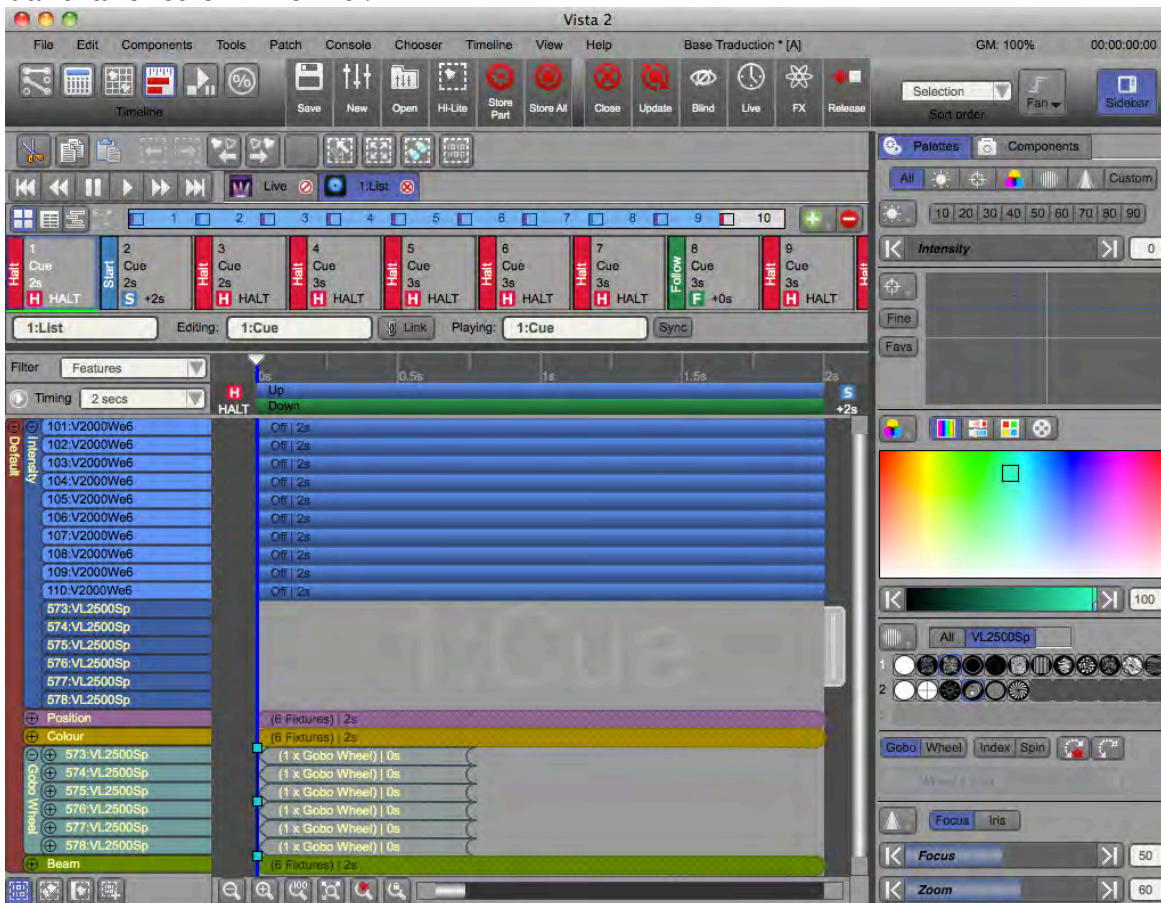 Vista 2
File Edit Components Tools Patch Console Chooser Timeline View Help Base Traduction * [A] GM: 100% 00:00:00:00
Timeline Save New Open Hi-Lite Store Part Store All Close Update Blind Live FX Release Selection Sort order Fan Sidebar
Palettes Components
Live 1:List
All Custom
1 2 3 4 5 6 7 8 9 10
10 20 30 40 50 60 70 80 90
Intensity 0
Halt 1 Cue 2s H HALT
Start 2 Cue 2s S +2s
Halt 3 Cue 2s H HALT
Halt 4 Cue 3s H HALT
Halt 5 Cue 3s H HALT
Halt 6 Cue 3s H HALT
Halt 7 Cue 3s H HALT
Follow 8 Cue 3s F +0s
Halt 9 Cue 3s H HALT
Halt
1:List Editing: 1:Cue Link Playing: 1:Cue Sync
Fine
Favs
Filter Features
0s 0.5s 1s 1.5s 2s
Timing 2 secs H HALT Up S +2s
Down
Default
Intensity
101:V2000We6 Off | 2s
102:V2000We6 Off | 2s
103:V2000We6 Off | 2s
104:V2000We6 Off | 2s
105:V2000We6 Off | 2s
106:V2000We6 Off | 2s
107:V2000We6 Off | 2s
108:V2000We6 Off | 2s
109:V2000We6 Off | 2s
110:V2000We6 Off | 2s
573:VL2500Sp
574:VL2500Sp
575:VL2500Sp
576:VL2500Sp
577:VL2500Sp
578:VL2500Sp
1:Cue
Position (6 Fixtures) | 2s
Colour (6 Fixtures) | 2s
Gobo Wheel
573:VL2500Sp (1 x Gobo Wheel) | 0s
574:VL2500Sp (1 x Gobo Wheel) | 0s
575:VL2500Sp (1 x Gobo Wheel) | 0s
576:VL2500Sp (1 x Gobo Wheel) | 0s
577:VL2500Sp (1 x Gobo Wheel) | 0s
578:VL2500Sp (1 x Gobo Wheel) | 0s
Beam (6 Fixtures) | 2s
100
All VL2500Sp
1
2
Gobo Wheel Index Spin
Focus Iris
Focus 50
Zoom 60